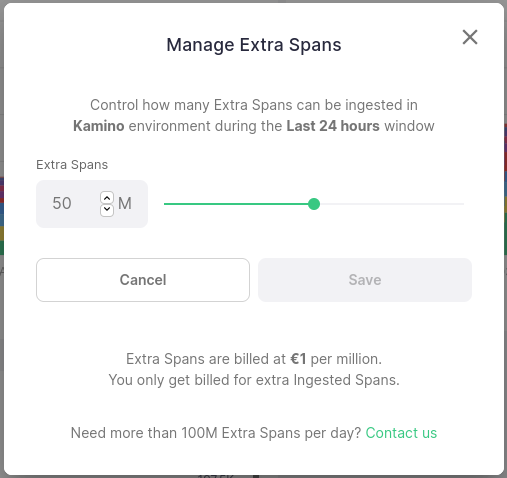 Manage Extra Spans
Control how many Extra Spans can be ingested in
Kamino environment during the Last 24 hours window
Extra Spans
50 M
Cancel
Save
Extra Spans are billed at €1 per million.
You only get billed for extra Ingested Spans.
Need more than 100M Extra Spans per day? Contact us